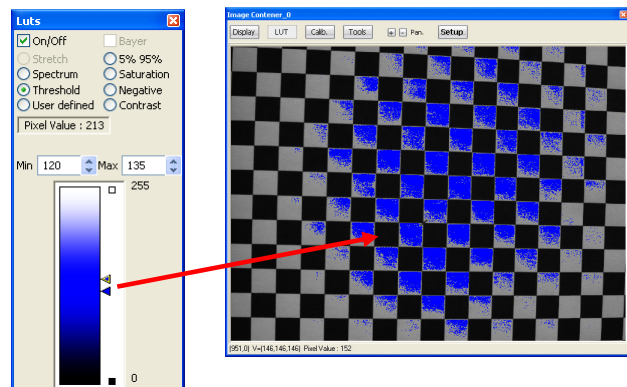 Luts
On/Off Bayer
Stretch 5% 95%
Spectrum Saturation
Threshold Negative
User defined Contrast
Pixel Value : 213
Min 120 Max 135
255
0
Image Contener_0
Display LUT Calib... Tools + - Pan. Setup
(951,0) V=(146,146,146) Pixel Value : 152